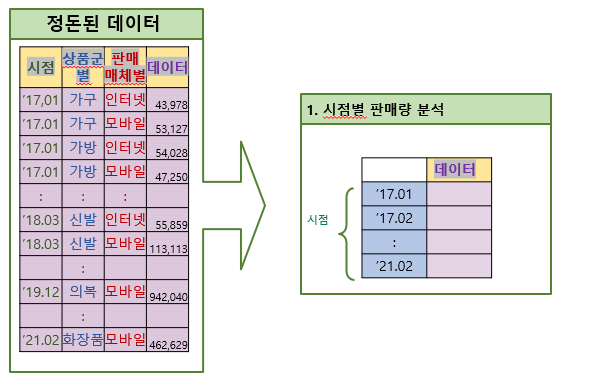 정돈된 데이터
시점 상품군별 판매 매체별 데이터
'17,01 가구 인터넷 43,978
'17.01 가구 모바일 53,127
'17.01 가방 인터넷 54,028
'17.01 가방 모바일 47,250
: : :
'18.03 신발 인터넷 55,859
'18.03 신발 모바일 113,113
:
'19.12 의복 모바일 942,040
:
'21.02 화장품 모바일 462,629
1. 시점별 판매량 분석
데이터
시점
'17.01
'17.02
:
'21.02